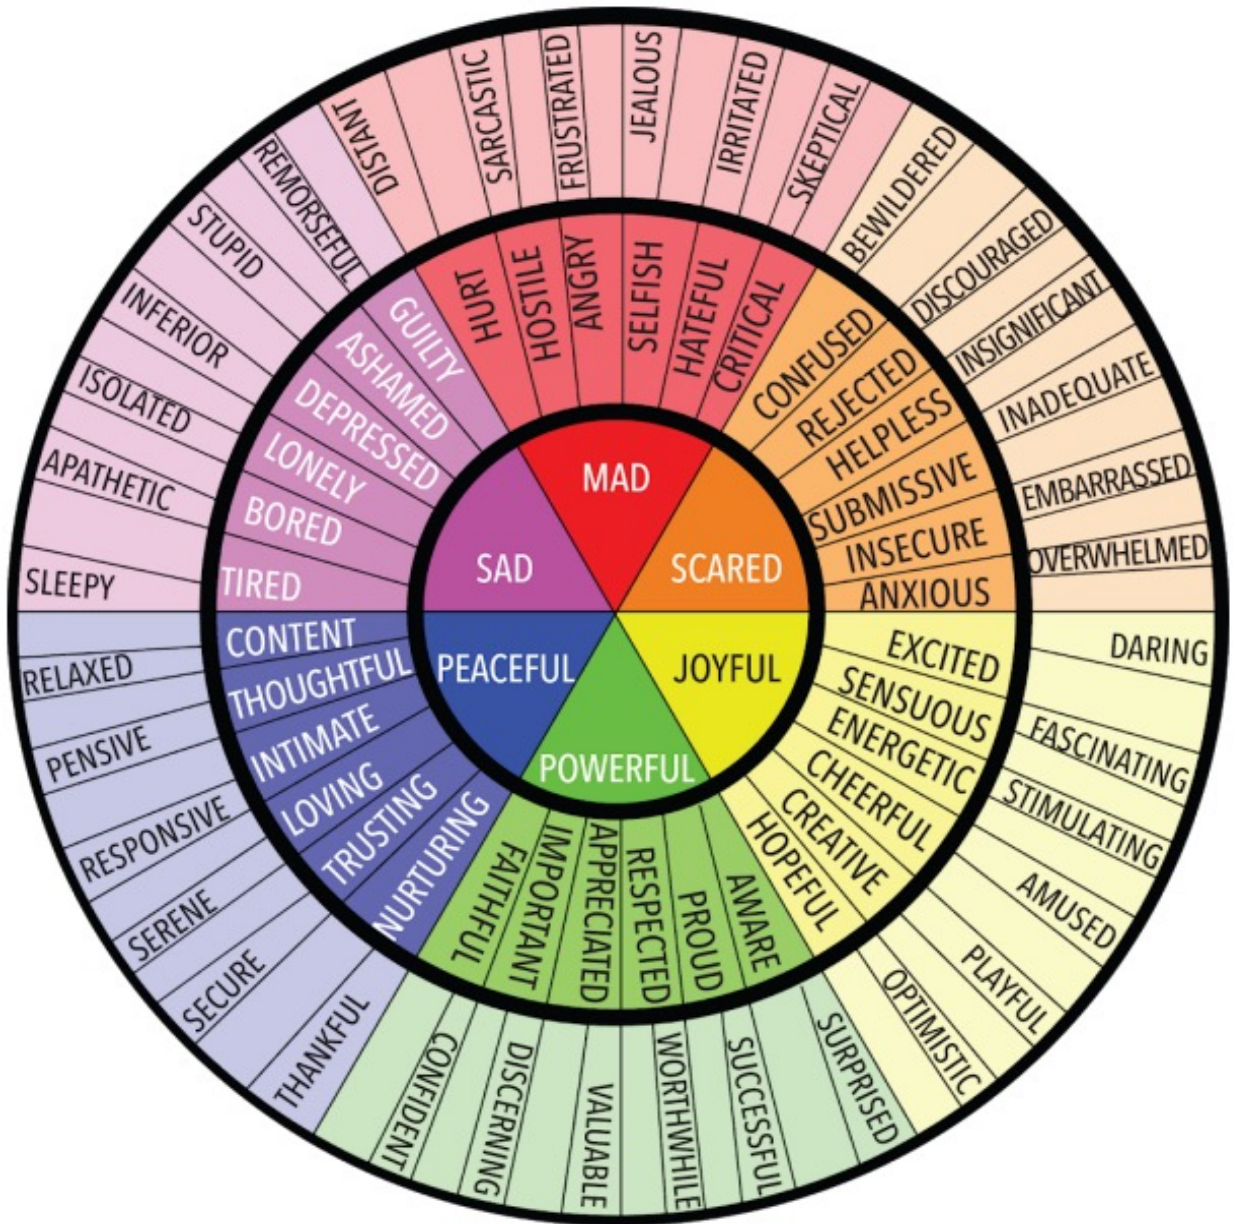 MAD
SCARED
JOYFUL
POWERFUL
PEACEFUL
SAD
HURT
HOSTILE
ANGRY
SELFISH
HATEFUL
CRITICAL
CONFUSED
REJECTED
HELPLESS
SUBMISSIVE
INSECURE
ANXIOUS
EXCITED
SENSUOUS
ENERGETIC
CHEERFUL
CREATIVE
HOPEFUL
AWARE
PROUD
RESPECTED
APPRECIATED
IMPORTANT
FAITHFUL
NURTURING
TRUSTING
LOVING
INTIMATE
THOUGHTFUL
CONTENT
TIRED
BORED
LONELY
DEPRESSED
ASHAMED
GUILTY
DISTANT
SARCASTIC
FRUSTRATED
JEALOUS
IRRITATED
SKEPTICAL
BEWILDERED
DISCOURAGED
INSIGNIFICANT
INADEQUATE
EMBARRASSED
OVERWHELMED
DARING
FASCINATING
STIMULATING
AMUSED
PLAYFUL
OPTIMISTIC
SURPRISED
SUCCESSFUL
WORTHWHILE
VALUABLE
DISCERNING
CONFIDENT
THANKFUL
SECURE
SERENE
RESPONSIVE
PENSIVE
RELAXED
SLEEPY
APATHETIC
ISOLATED
INFERIOR
STUPID
REMORSEFUL